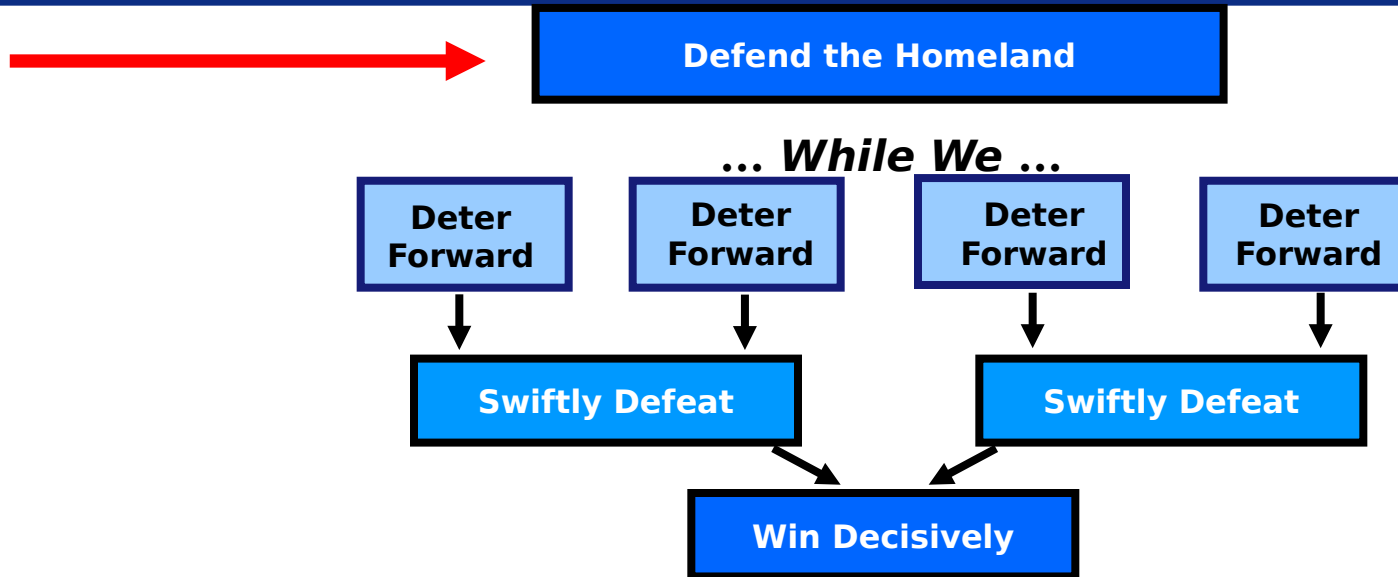 Defend the Homeland
... While We ...
Deter
Forward
Deter
Forward
Deter
Forward
Deter
Forward
Swiftly Defeat
Swiftly Defeat
Win Decisively